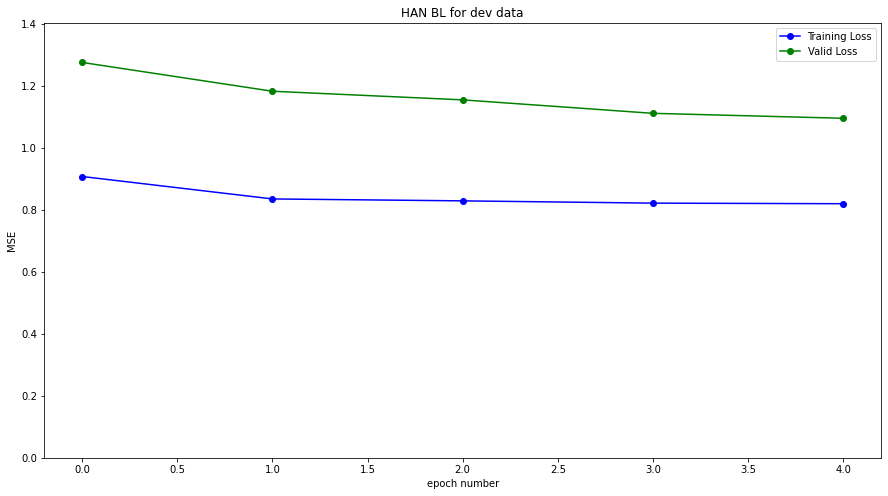 HAN BL for dev data
Training Loss
Valid Loss
1.4
1.2
1.0
0.8
0.6
0.4
0.2
0.0
MSE
0.0 0.5 1.0 1.5 2.0 2.5 3.0 3.5 4.0
epoch number